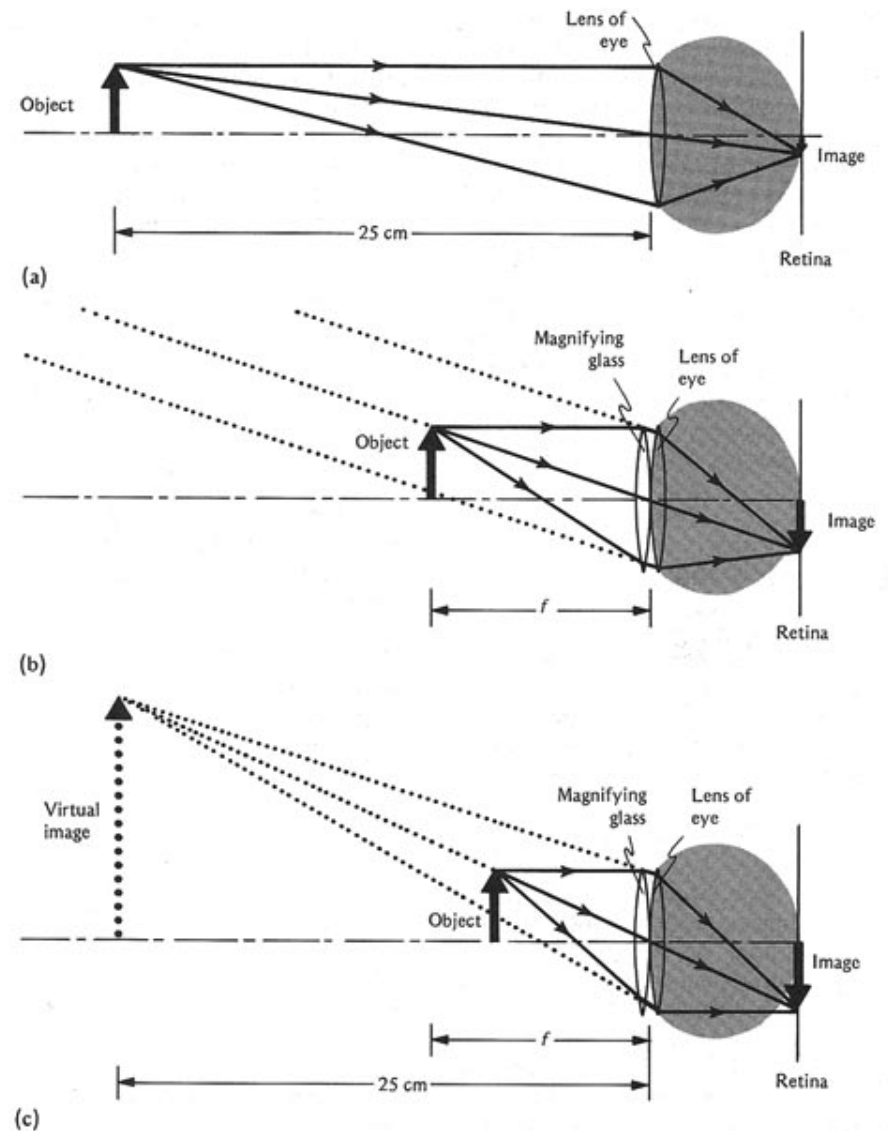 Lens of
eye
Object
Image
25 cm
Retina
(a)
Magnifying
glass
Lens of
eye
Object
Image
f
Retina
(b)
Virtual
image
Magnifying
glass
Lens of
eye
Object
Image
f
25 cm
Retina
(c)